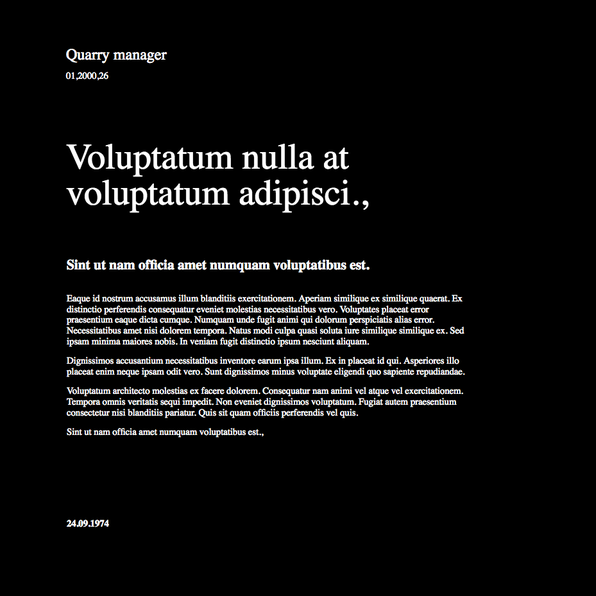 Quarry manager
01,2000,26
Voluptatum nulla at
voluptatum adipisci.,
Sint ut nam officia amet numquam voluptatibus est.
Eaque id nostrum accusamus illum blanditiis exercitationem. Aperiam similique ex similique quaerat. Ex
distinctio perferendis consequatur eveniet molestias necessitatibus vero. Voluptates placeat error
praesentium eaque dicta cumque. Numquam unde fugit animi qui dolorum perspiciatis alias error.
Necessitatibus amet nisi dolorem tempora. Natus modi culpa quasi soluta iure similique similique ex. Sed
ipsam minima maiores nobis. In veniam fugit distinctio ipsum nesciunt aliquam.
Dignissimos accusantium necessitatibus inventore earum ipsa illum. Ex in placeat id qui. Asperiores illo
placeat enim neque ipsam odit vero. Sunt dignissimos minus voluptate eligendi quo sapiente repudiandae.
Voluptatum architecto molestias ex facere dolorem. Consequatur nam animi vel atque vel exercitationem.
Tempora omnis veritatis sequi impedit. Non eveniet dignissimos voluptatum. Fugiat autem praesentium
consectetur nisi blanditiis pariatur. Quis sit quam officiis perferendis vel quis.
Sint ut nam officia amet numquam voluptatibus est.,
24.09.1974